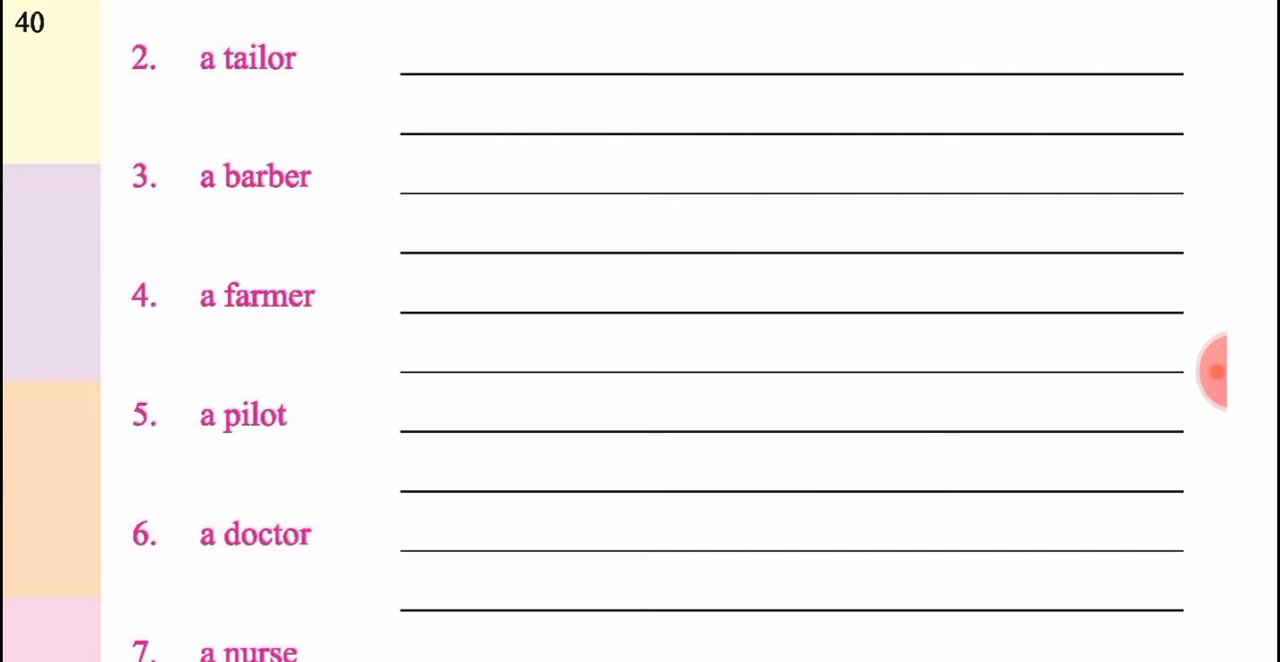 40
2. a tailor
3. a barber
4. a farmer
5. a pilot
6. a doctor
7. a nurse